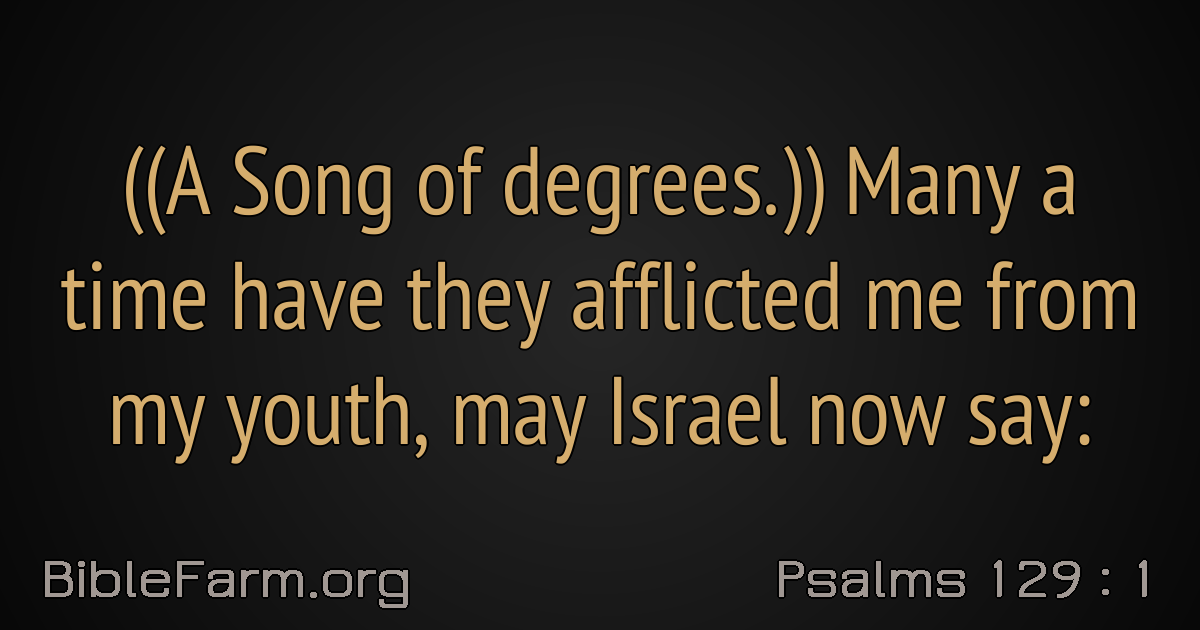 ((A Song of degrees.)) Many a
time have they afflicted me from
my youth, may Israel now say:
BibleFarm.org
Psalms 129 : 1